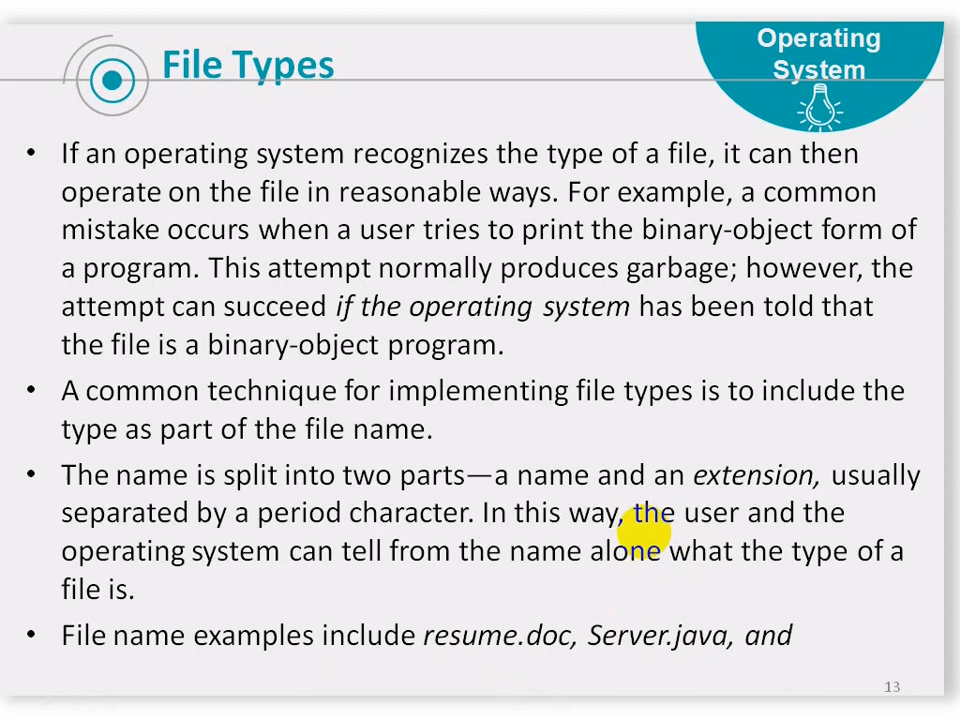 File Types
Operating
System
• If an operating system recognizes the type of a file, it can then
operate on the file in reasonable ways. For example, a common
mistake occurs when a user tries to print the binary-object form of
a program. This attempt normally produces garbage; however, the
attempt can succeed if the operating system has been told that
the file is a binary-object program.
• A common technique for implementing file types is to include the
type as part of the file name.
• The name is split into two parts—a name and an extension, usually
separated by a period character. In this way, the user and the
operating system can tell from the name alone what the type of a
file is.
• File name examples include resume.doc, Server.java, and
13